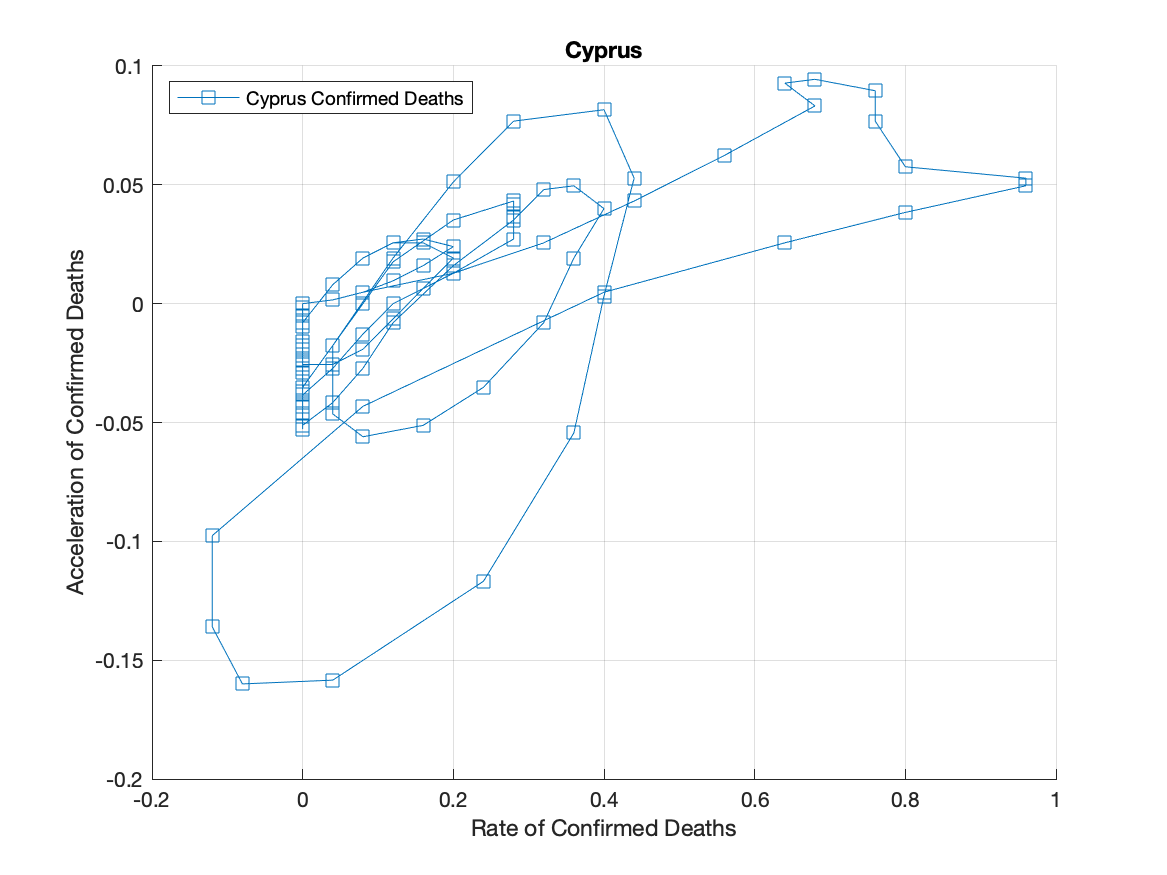 Cyprus
Cyprus Confirmed Deaths
Acceleration of Confirmed Deaths
0.1
0.05
0
-0.05
-0.1
-0.15
-0.2
-0.2 0 0.2 0.4 0.6 0.8 1
Rate of Confirmed Deaths